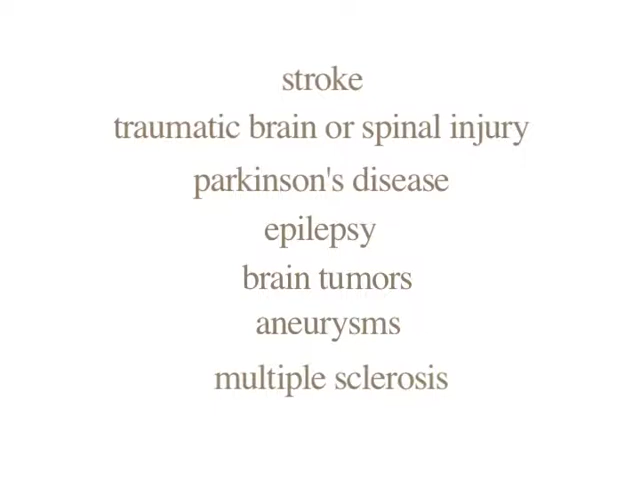 stroke
traumatic brain or spinal injury
parkinson's disease
epilepsy
brain tumors
aneurysms
multiple sclerosis